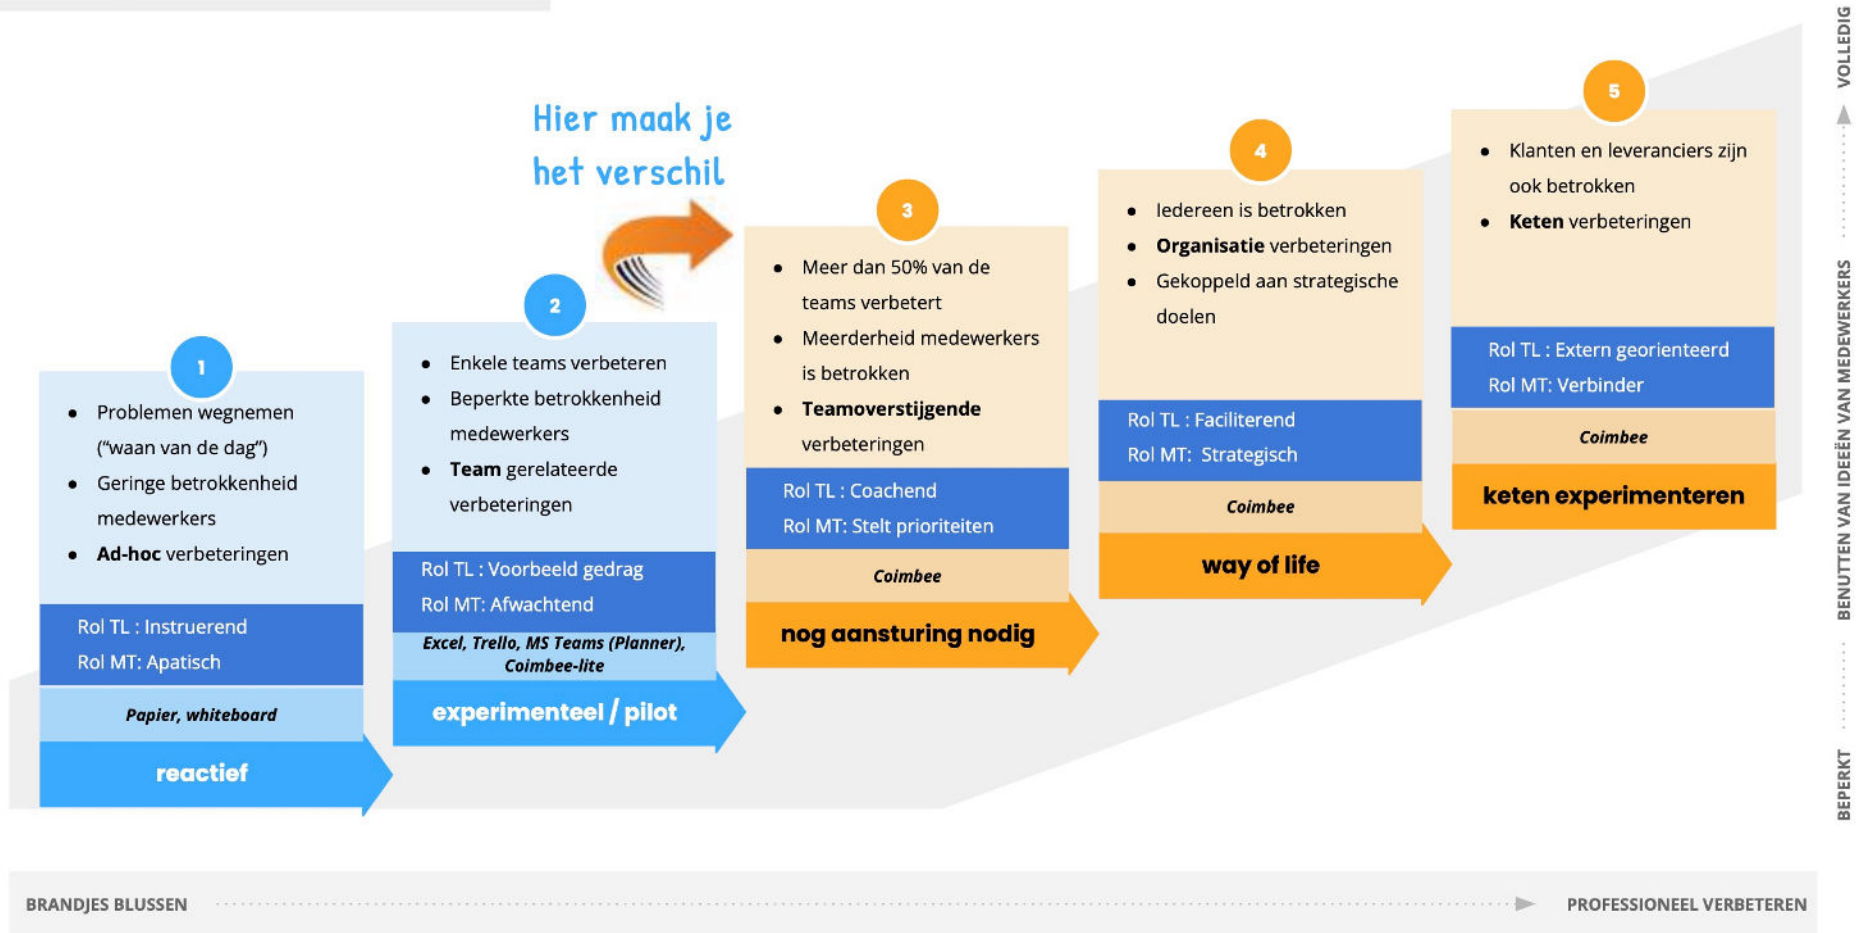 Hier maak je
het verschil
1
● Problemen wegnemen
(“waan van de dag”)
● Geringe betrokkenheid
medewerkers
● Ad-hoc verbeteringen
Rol TL : Instruerend
Rol MT: Apatisch
Papier, whiteboard
reactief
2
● Enkele teams verbeteren
● Beperkte betrokkenheid
medewerkers
● Team gerelateerde
verbeteringen
Rol TL : Voorbeeld gedrag
Rol MT: Afwachtend
Excel, Trello, MS Teams (Planner),
Coimbee-lite
experimenteel / pilot
3
● Meer dan 50% van de
teams verbetert
● Meerderheid medewerkers
is betrokken
● Teamoverstijgende
verbeteringen
Rol TL : Coachend
Rol MT: Stelt prioriteiten
Coimbee
nog aansturing nodig
4
● Iedereen is betrokken
● Organisatie verbeteringen
● Gekoppeld aan strategische
doelen
Rol TL : Faciliterend
Rol MT: Strategisch
Coimbee
way of life
5
● Klanten en leveranciers zijn
ook betrokken
● Keten verbeteringen
Rol TL : Extern georienteerd
Rol MT: Verbinder
Coimbee
keten experimenteren
BEPERKT
BENUTTEN VAN IDEEËN VAN MEDEWERKERS
VOLLEDIG
BRANDJES BLUSSEN
PROFESSIONEEL VERBETEREN